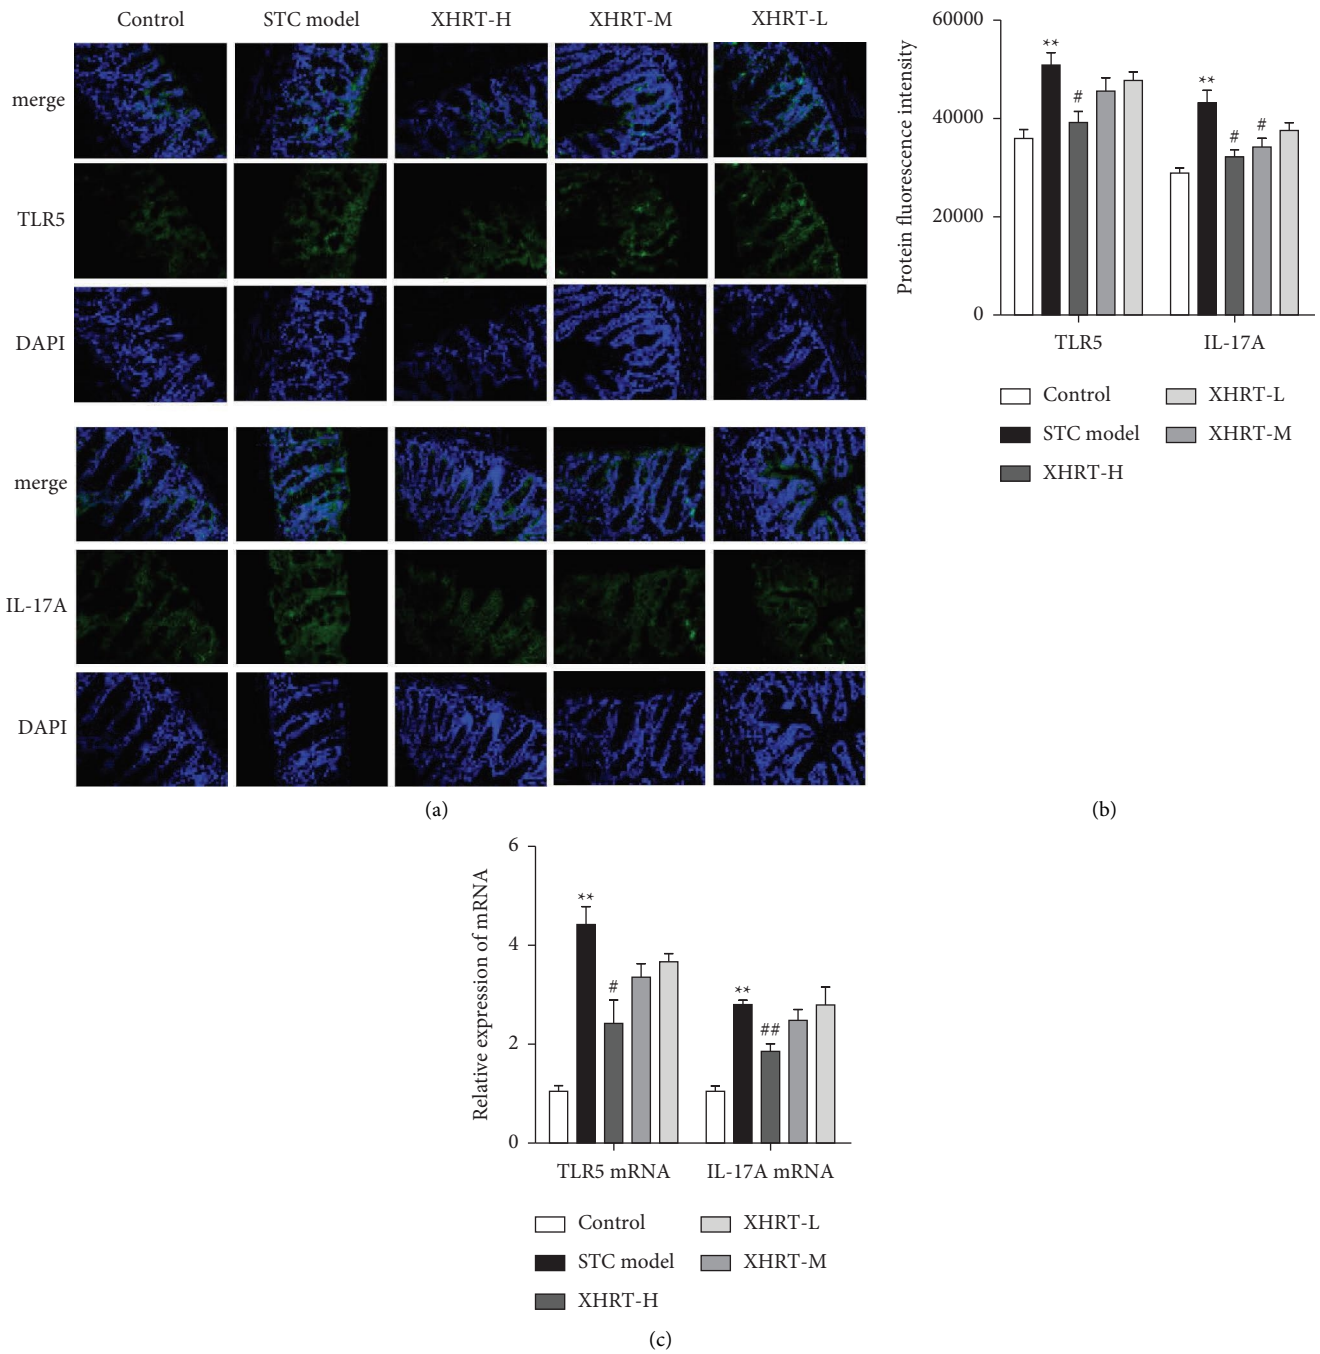 Control STC model XHRT-H XHRT-M XHRT-L
merge
TLR5
DAPI
merge
IL-17A
DAPI
(a)
Protein fluorescence intensity
60000
40000
20000
0
**
#
**
#
#
TLR5 IL-17A
Control XHRT-L
STC model XHRT-M
XHRT-H
(b)
Relative expression of mRNA
6
4
2
0
**
#
**
##
TLR5 mRNA IL-17A mRNA
Control XHRT-L
STC model XHRT-M
XHRT-H
(c)